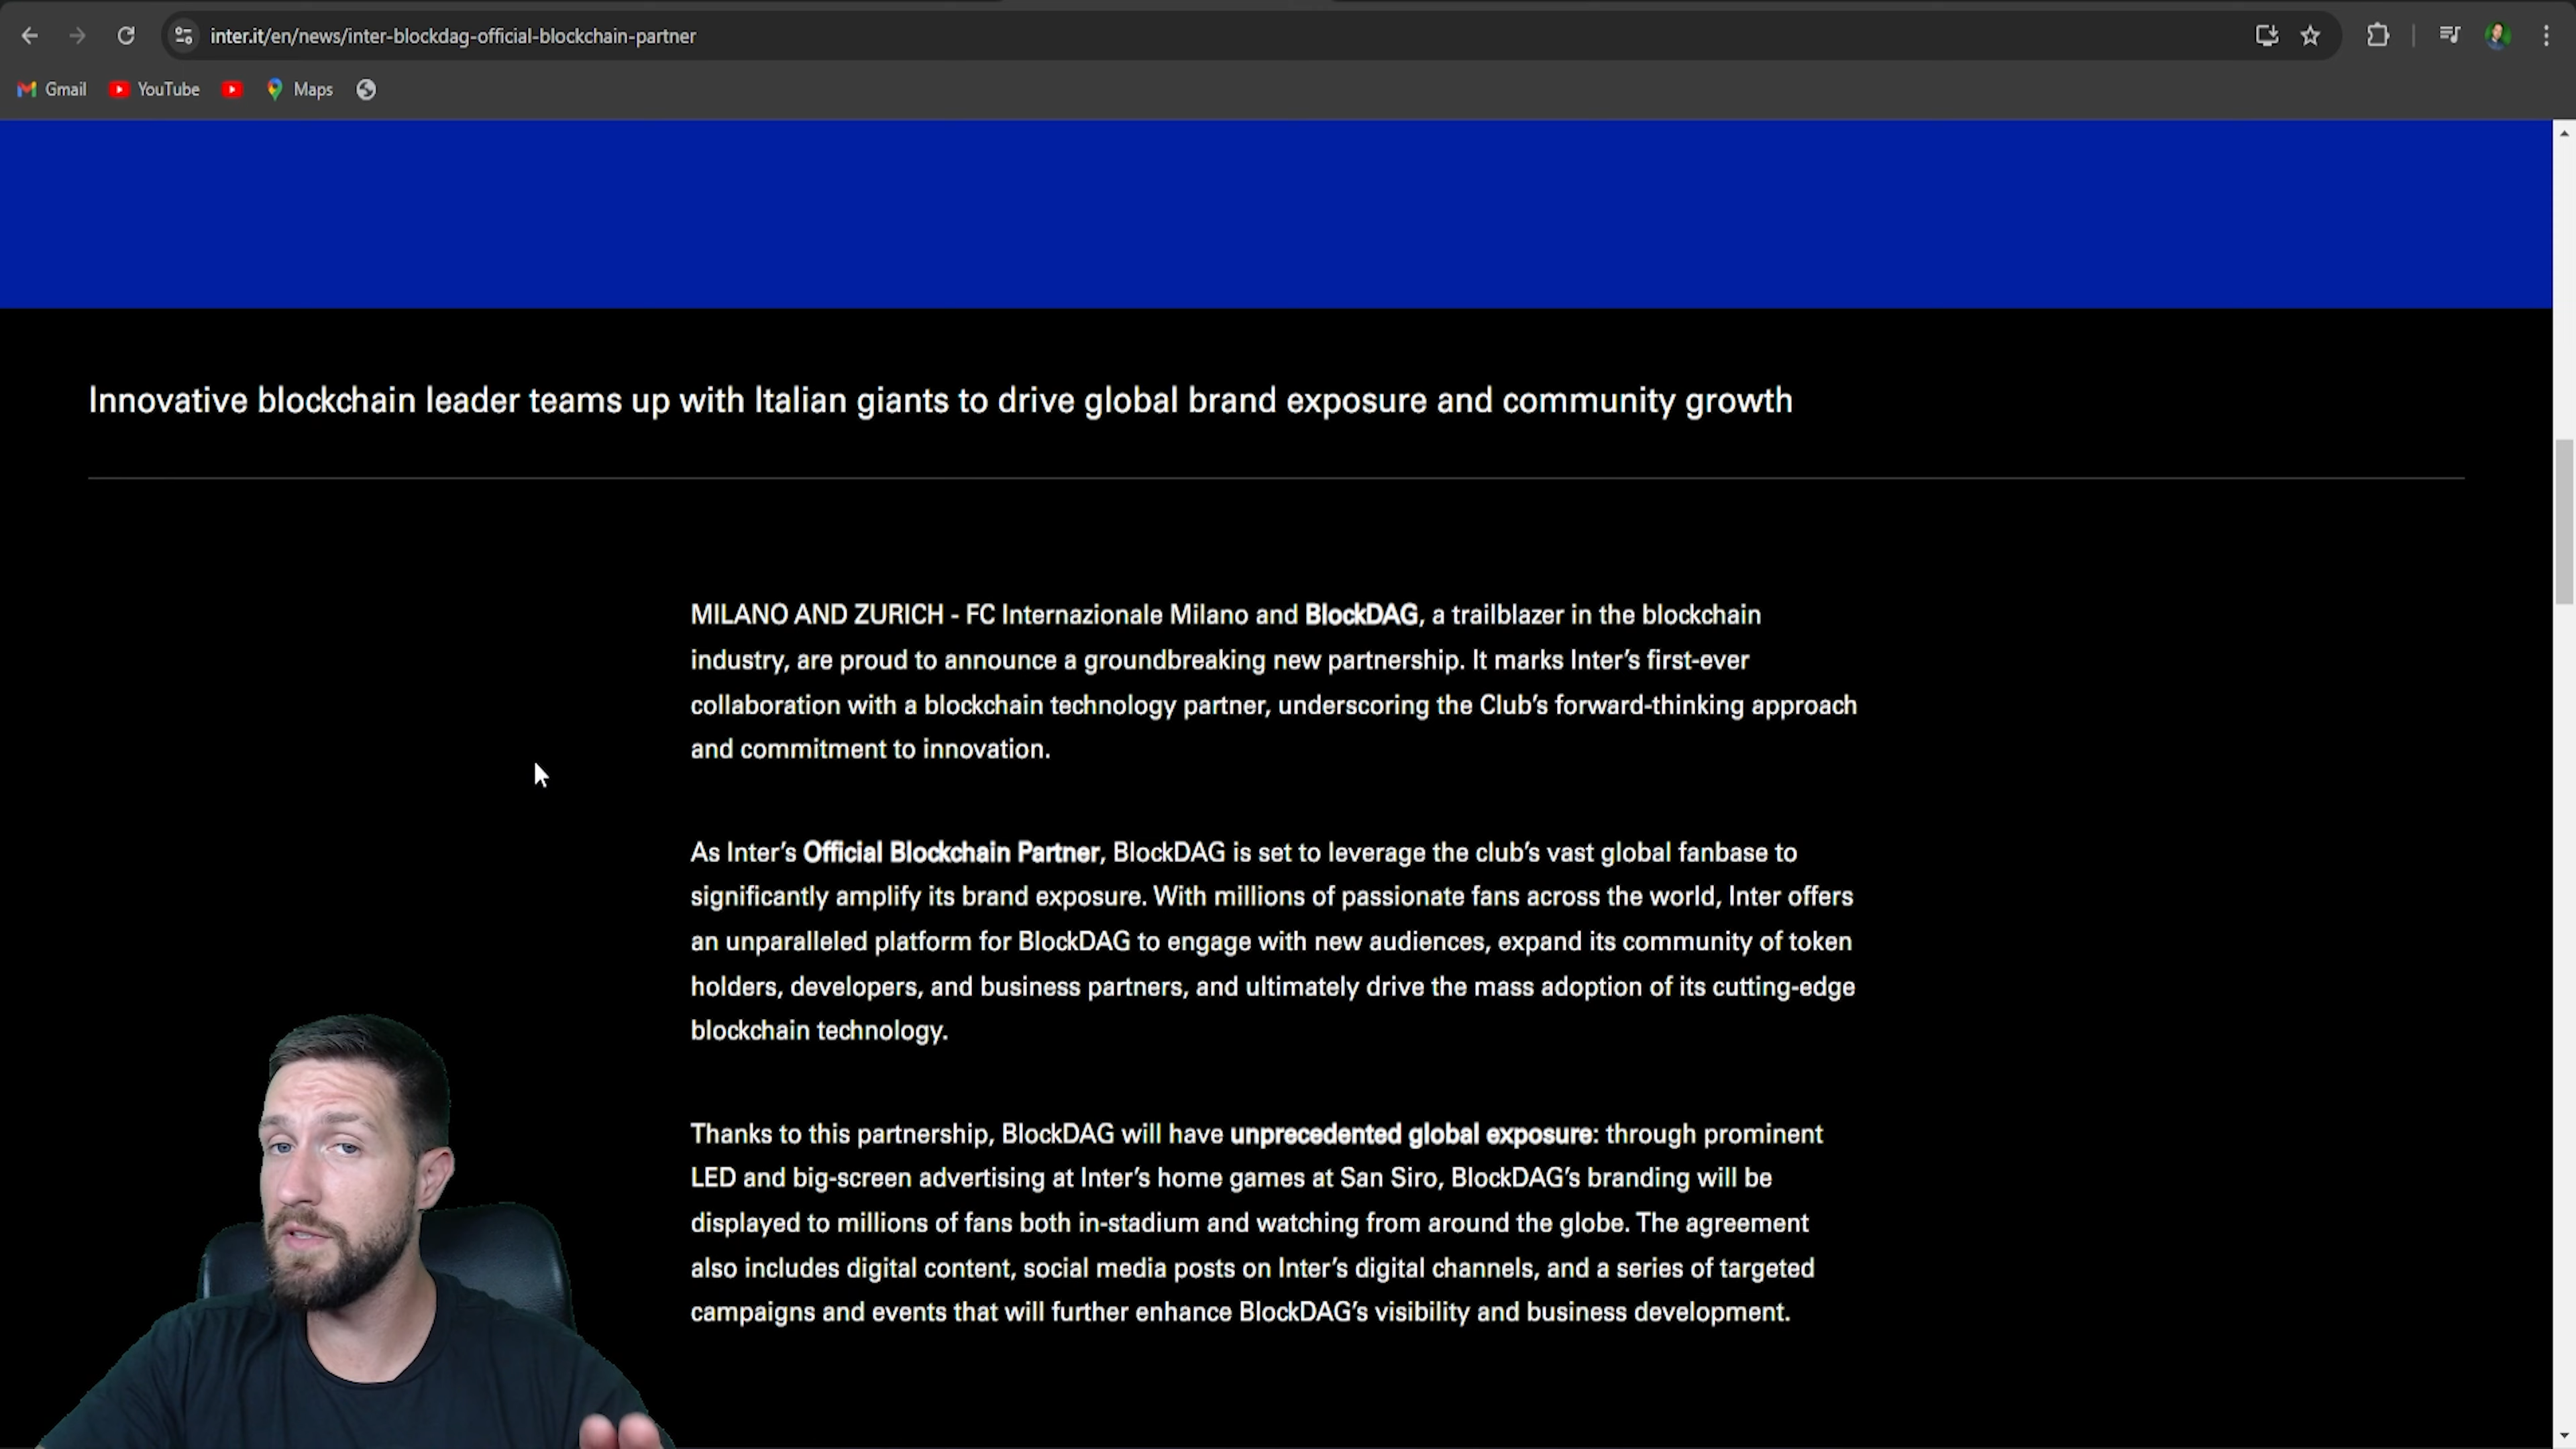 inter.it/en/news/inter-blockdag-official-blockchain-partner
Gmail YouTube Maps
Innovative blockchain leader teams up with Italian giants to drive global brand exposure and community growth
MILANO AND ZURICH - FC Internazionale Milano and BlockDAG, a trailblazer in the blockchain
industry, are proud to announce a groundbreaking new partnership. It marks Inter’s first-ever
collaboration with a blockchain technology partner, underscoring the Club’s forward-thinking approach
and commitment to innovation.
As Inter’s Official Blockchain Partner, BlockDAG is set to leverage the club’s vast global fanbase to
significantly amplify its brand exposure. With millions of passionate fans across the world, Inter offers
an unparalleled platform for BlockDAG to engage with new audiences, expand its community of token
holders, developers, and business partners, and ultimately drive the mass adoption of its cutting-edge
blockchain technology.
Thanks to this partnership, BlockDAG will have unprecedented global exposure: through prominent
LED and big-screen advertising at Inter’s home games at San Siro, BlockDAG’s branding will be
displayed to millions of fans both in-stadium and watching from around the globe. The agreement
also includes digital content, social media posts on Inter’s digital channels, and a series of targeted
campaigns and events that will further enhance BlockDAG’s visibility and business development.